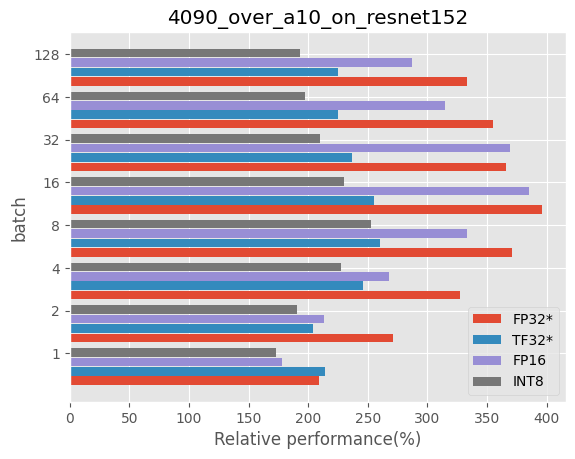 4090_over_a10_on_resnet152
batch
128
64
32
16
8
4
2
1
FP32*
TF32*
FP16
INT8
0 50 100 150 200 250 300 350 400
Relative performance(%)